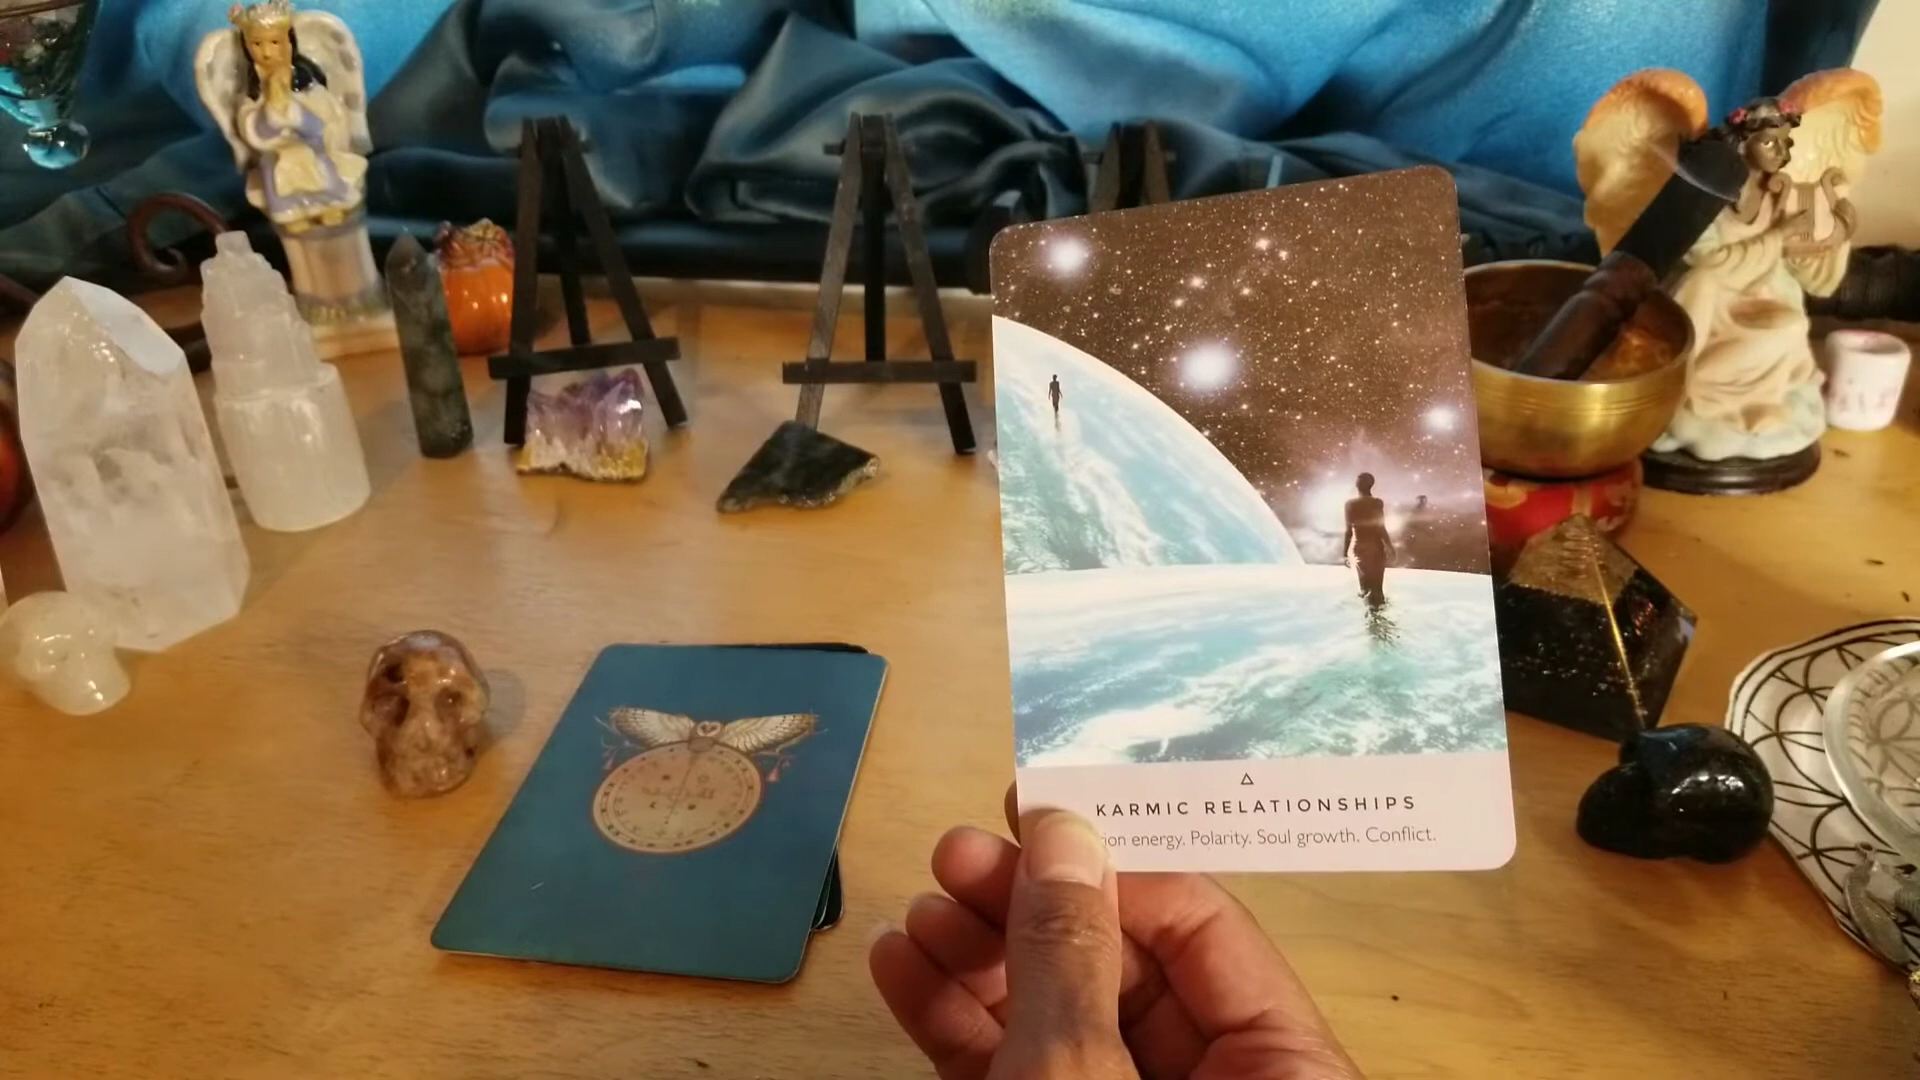 KARMIC RELATIONSHIPS
ion energy. Polarity. Soul growth. Conflict.